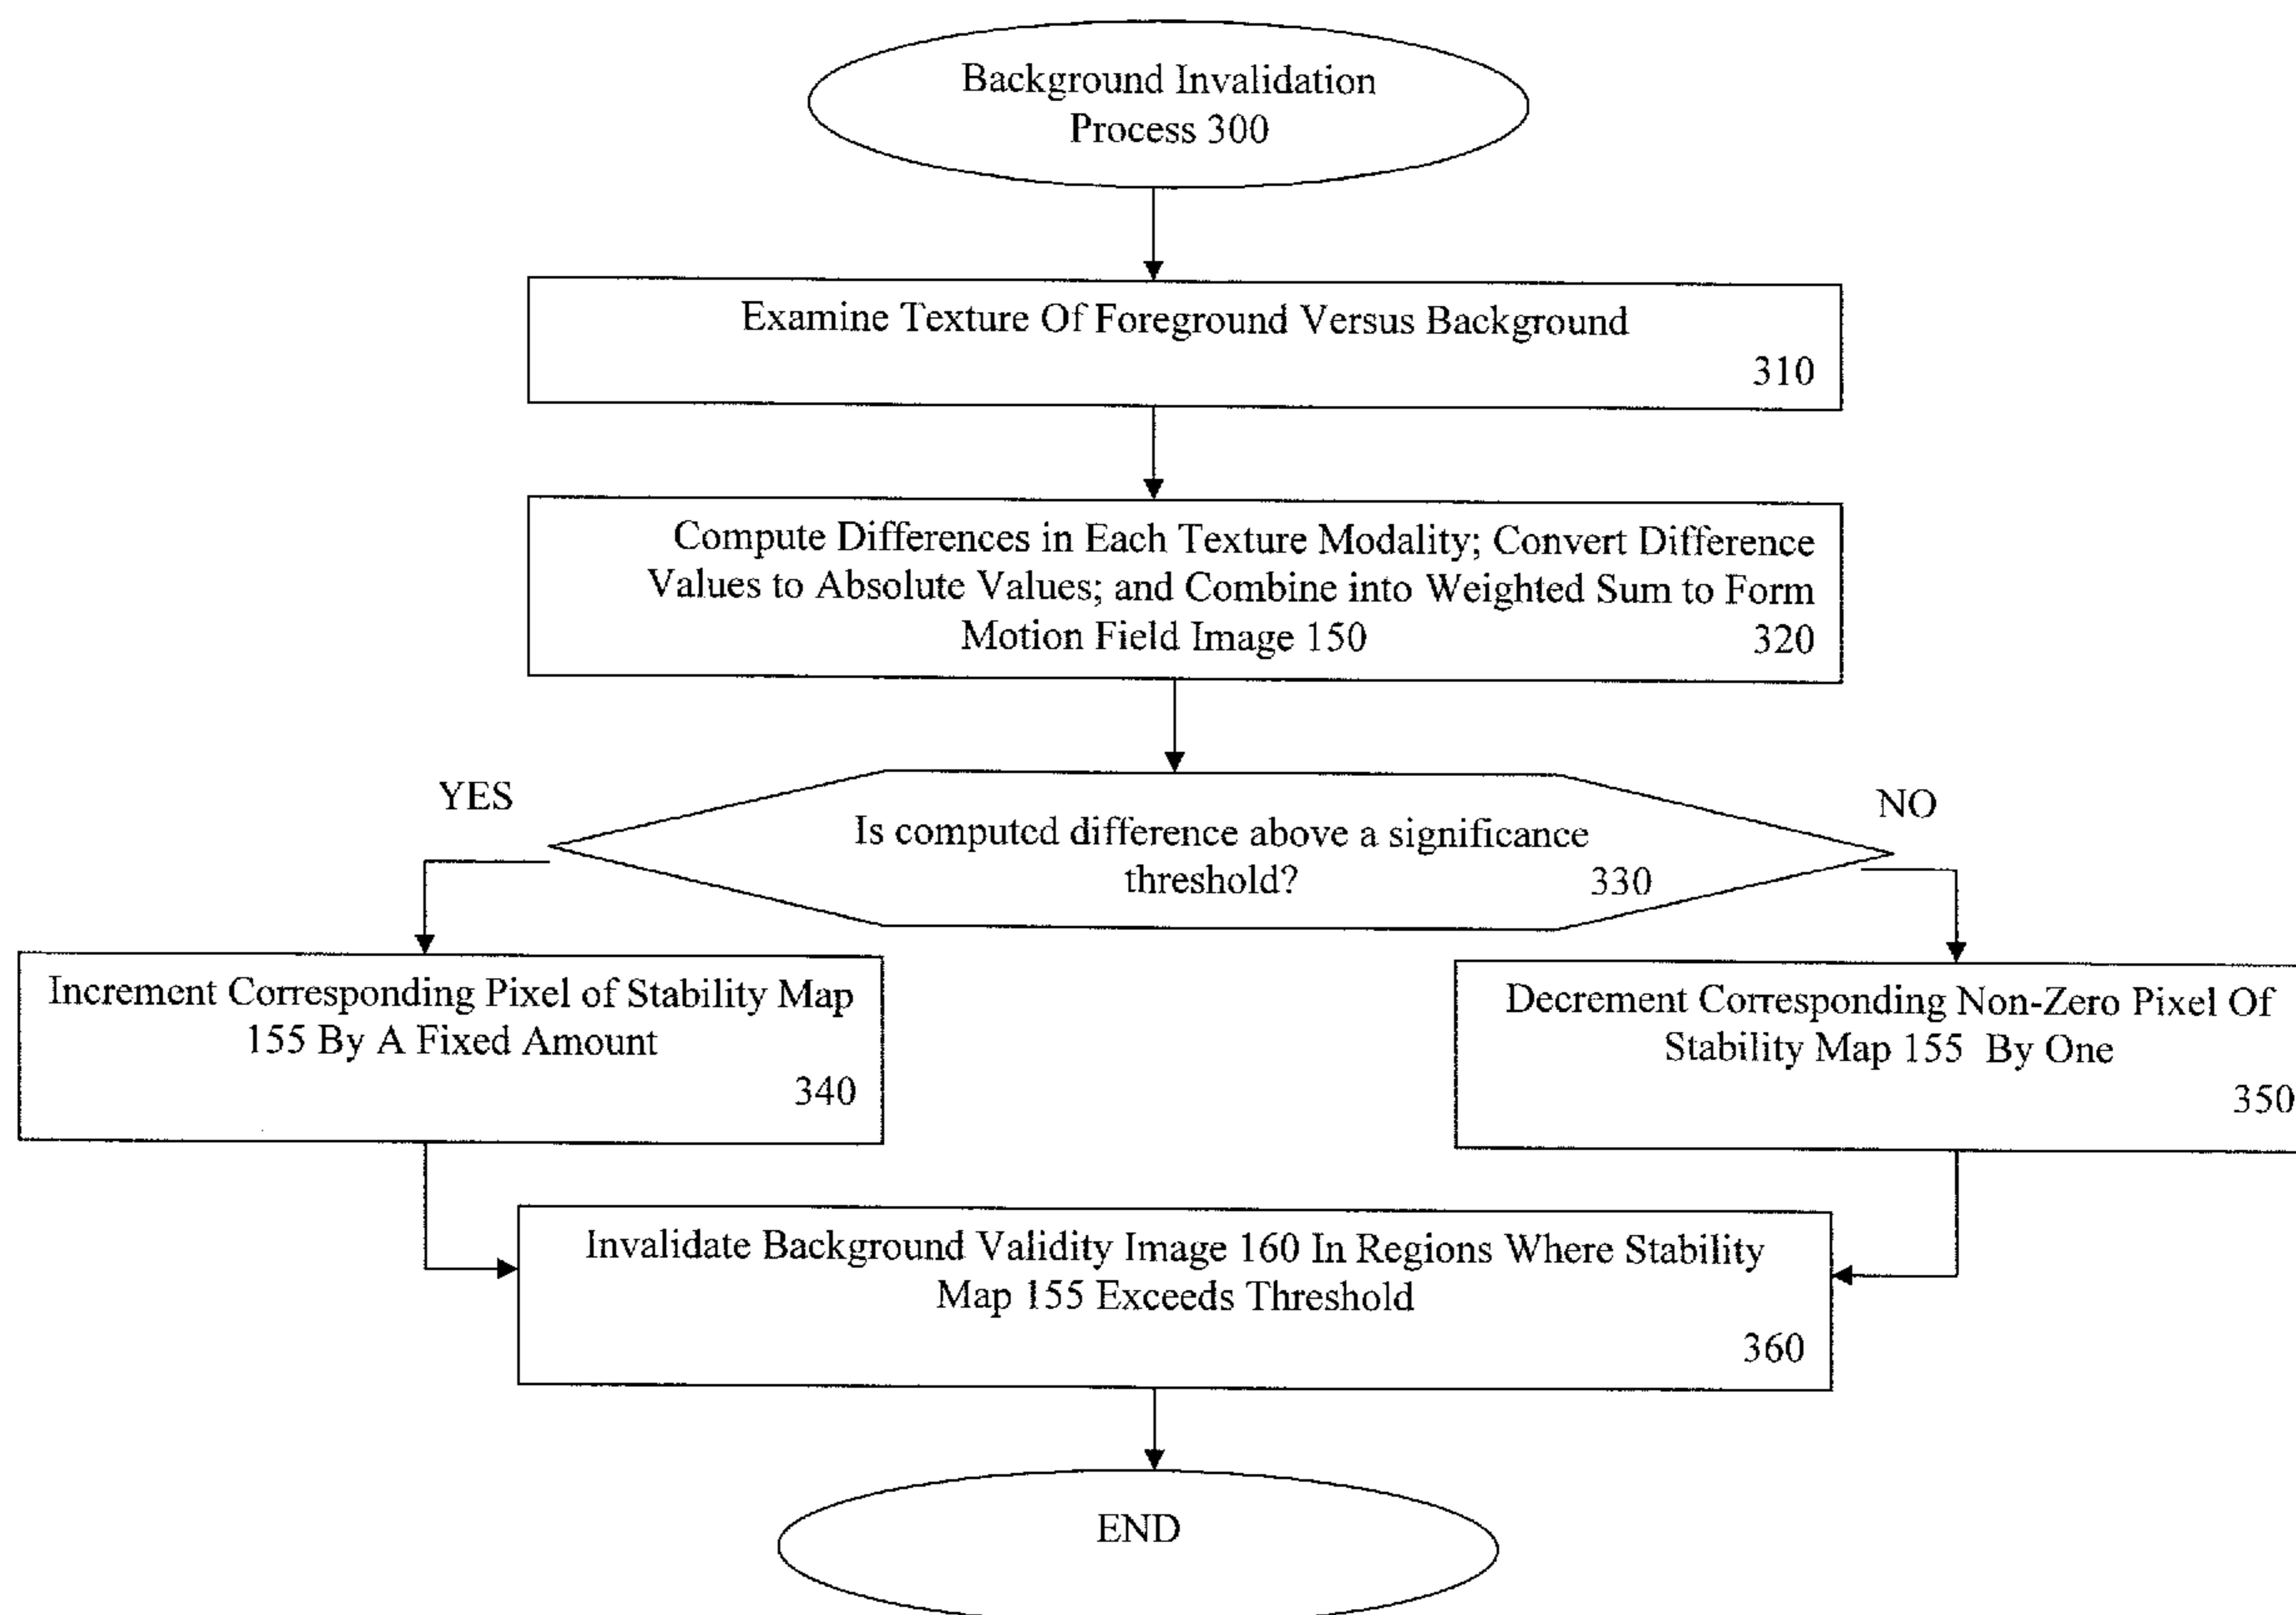 Background Invalidation
Process 300
Examine Texture Of Foreground Versus Background
310
Compute Differences in Each Texture Modality; Convert Difference
Values to Absolute Values; and Combine into Weighted Sum to Form
Motion Field Image 150 320
YES
NO
Is computed difference above a significance
threshold? 330
Increment Corresponding Pixel of Stability Map
155 By A Fixed Amount
340
Decrement Corresponding Non-Zero Pixel Of
Stability Map 155 By One
350
Invalidate Background Validity Image 160 In Regions Where Stability
Map 155 Exceeds Threshold
360
END